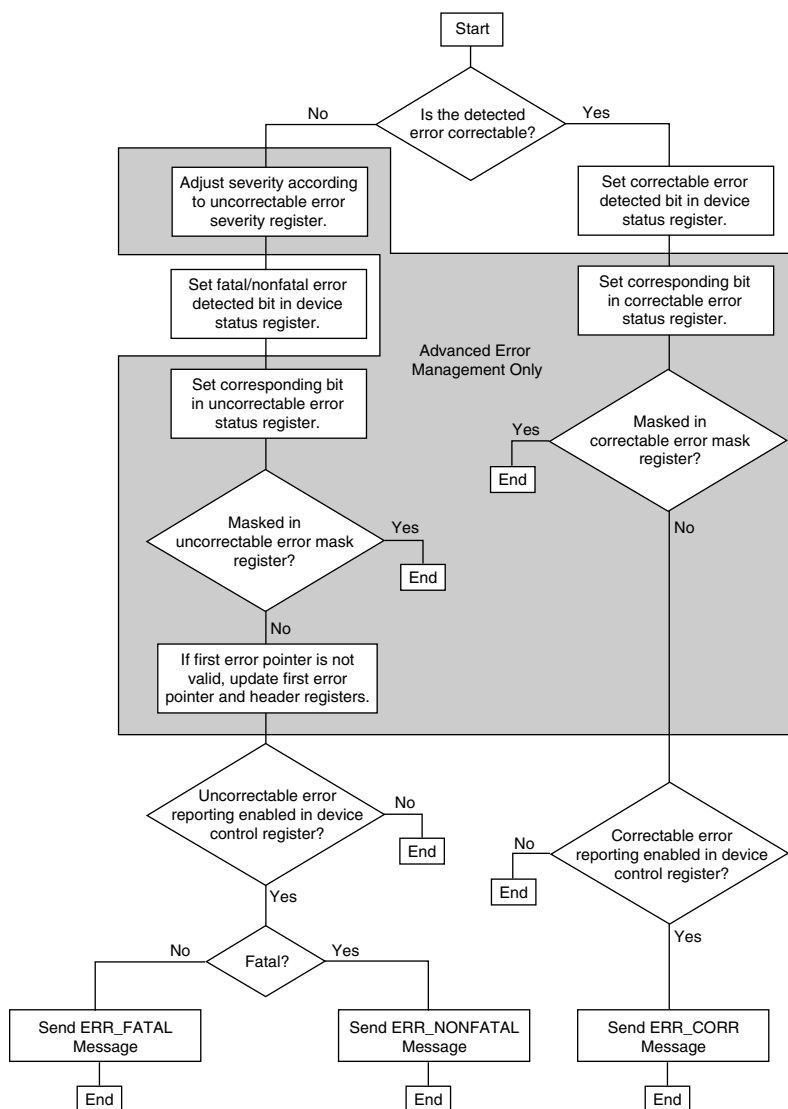 Start
Is the detected
error correctable?
No
Yes
Adjust severity according
to uncorrectable error
severity register.
Set correctable error
detected bit in device
status register.
Set fatal/nonfatal error
detected bit in device
status register.
Set corresponding bit
in correctable error
status register.
Advanced Error
Management Only
Set corresponding bit
in uncorrectable error
status register.
Masked in
correctable error mask
register?
Yes
End
No
Masked in
uncorrectable error mask
register?
Yes
End
No
If first error pointer is not
valid, update first error
pointer and header registers.
Uncorrectable error
reporting enabled in device
control register?
No
End
Yes
Correctable error
reporting enabled in device
control register?
No
End
Yes
Fatal?
No
Yes
Send ERR_FATAL
Message
Send ERR_NONFATAL
Message
Send ERR_CORR
Message
End
End
End